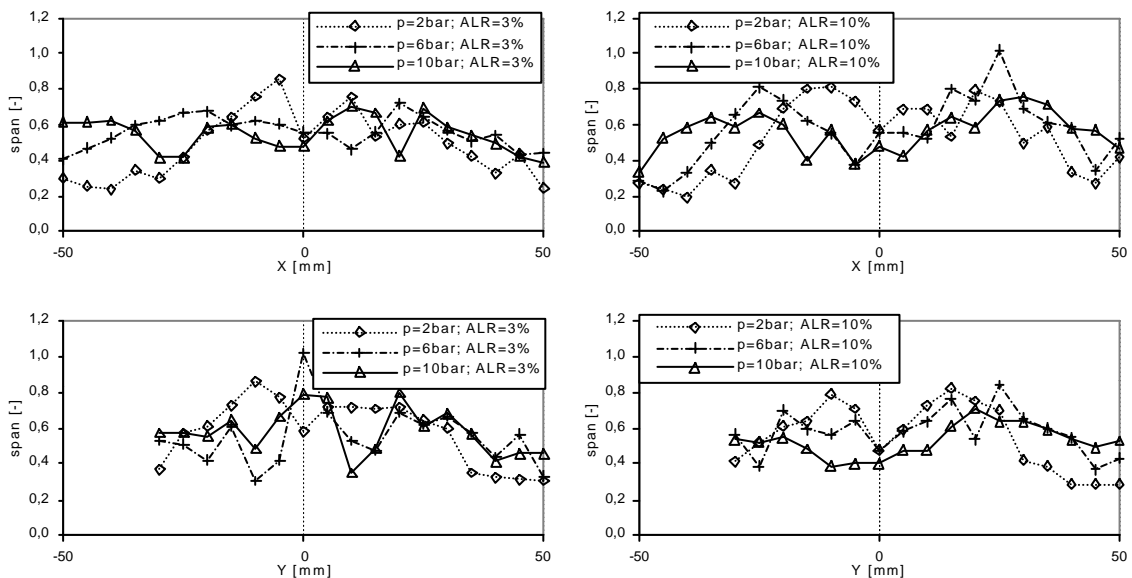 1,2
1,0
0,8
0,6
0,4
0,2
0,0
span [-]
-50
0
50
X [mm]
p=2bar; ALR=3%
p=6bar; ALR=3%
p=10bar; ALR=3%
1,2
1,0
0,8
0,6
0,4
0,2
0,0
span [-]
-50
0
50
X [mm]
p=2bar; ALR=10%
p=6bar; ALR=10%
p=10bar; ALR=10%
1,2
1,0
0,8
0,6
0,4
0,2
0,0
span [-]
-50
0
50
Y [mm]
p=2bar; ALR=3%
p=6bar; ALR=3%
p=10bar; ALR=3%
1,2
1,0
0,8
0,6
0,4
0,2
0,0
span [-]
-50
0
50
Y [mm]
p=2bar; ALR=10%
p=6bar; ALR=10%
p=10bar; ALR=10%